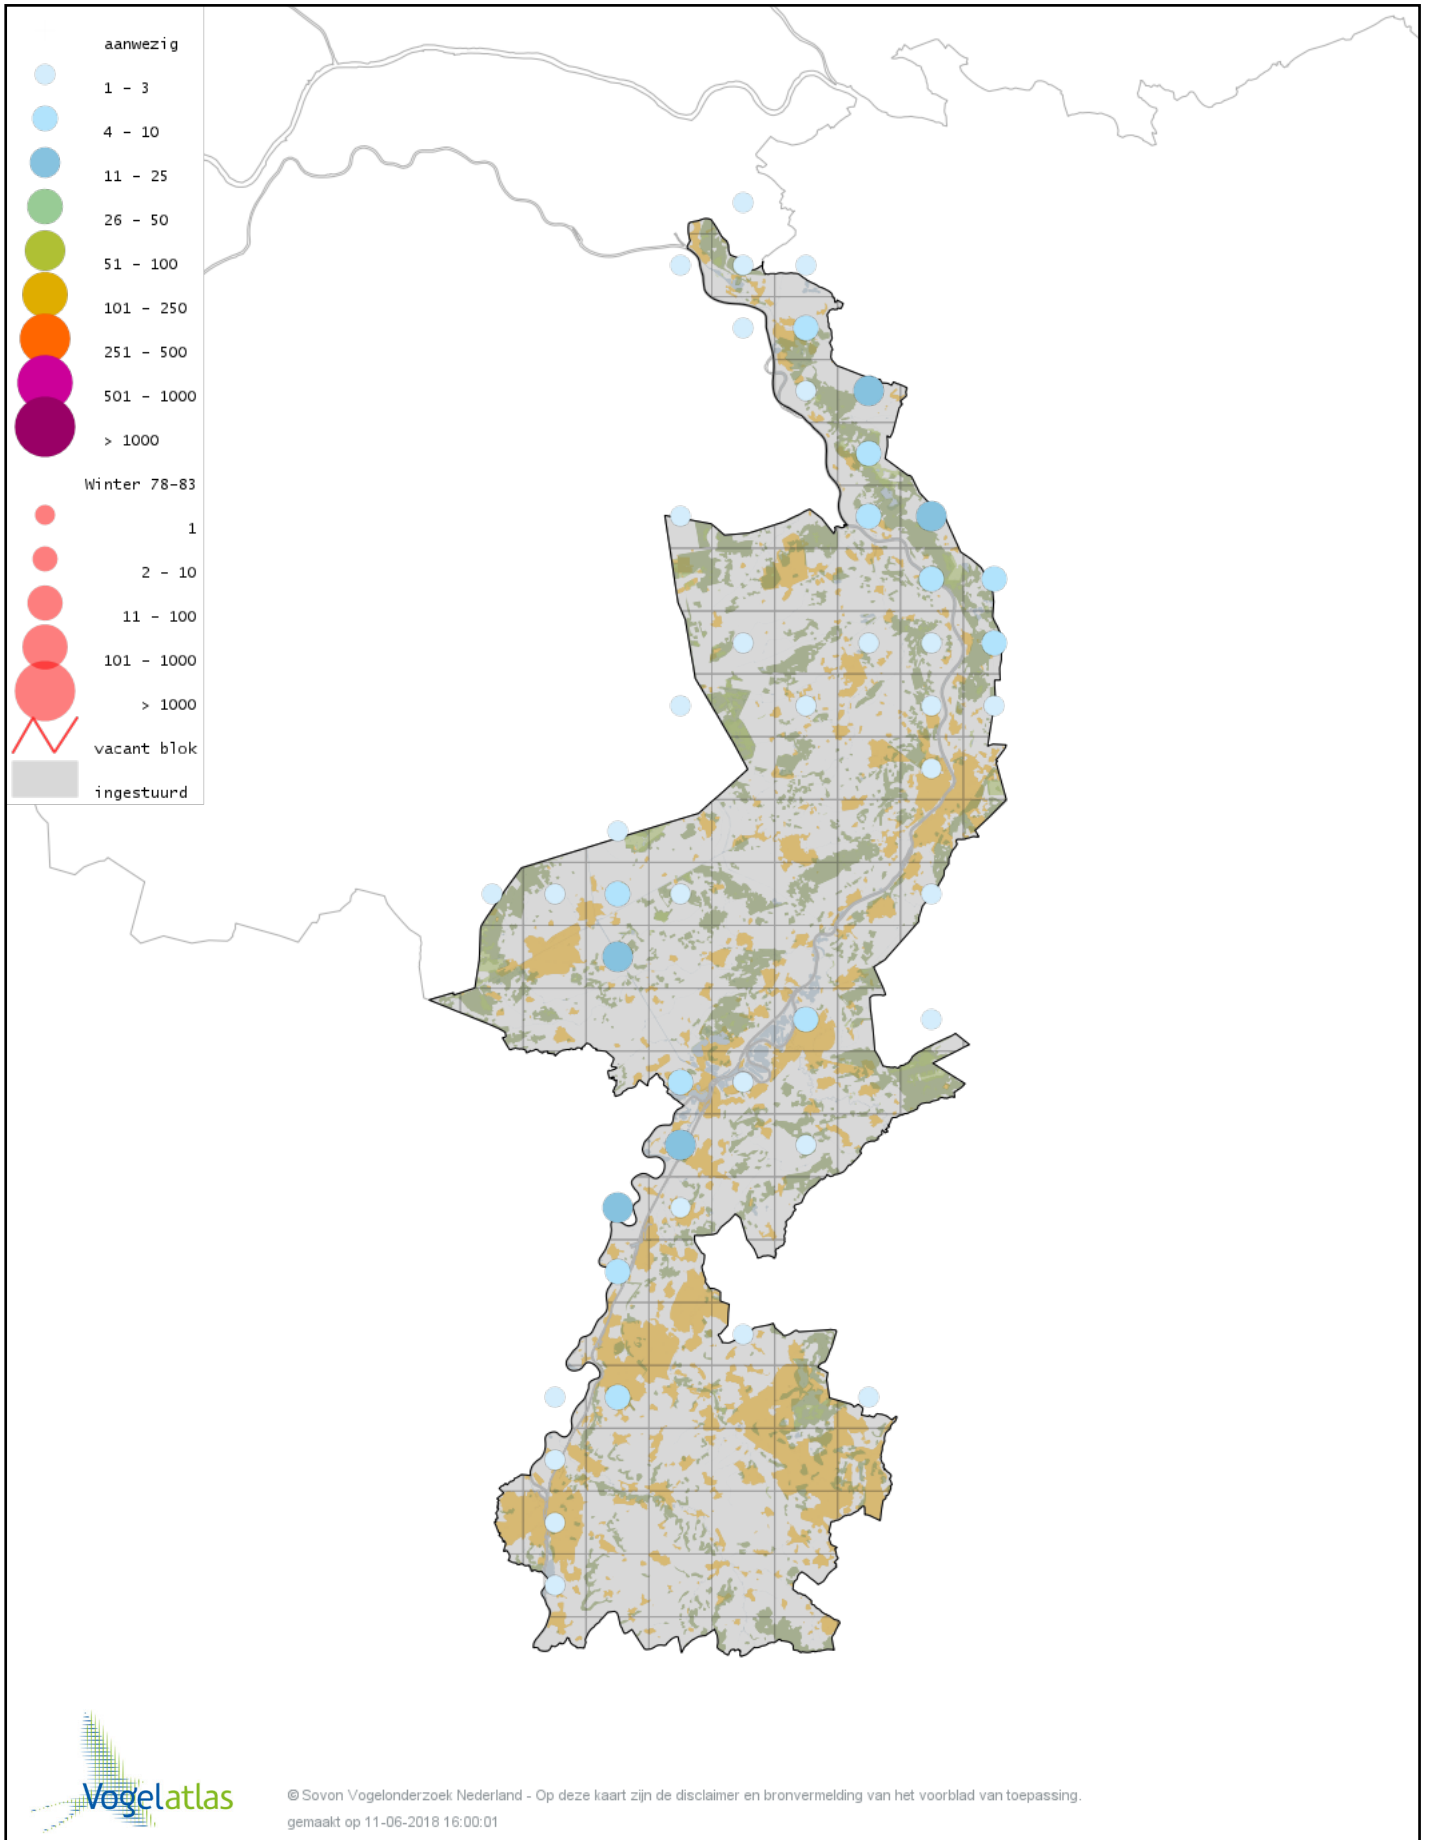 aanwezig
1 – 3
4 – 10
11 – 25
26 – 50
51 – 100
101 – 250
251 – 500
501 – 1000
> 1000
Winter 78-83
1
2 – 10
11 – 100
101 – 1000
> 1000
vacant blok
ingestuurd
Vogelatlas
© Sovon Vogelonderzoek Nederland - Op deze kaart zijn de disclaimer en bronvermelding van het voorblad van toepassing.
gemaakt op 11-06-2018 16:00:01